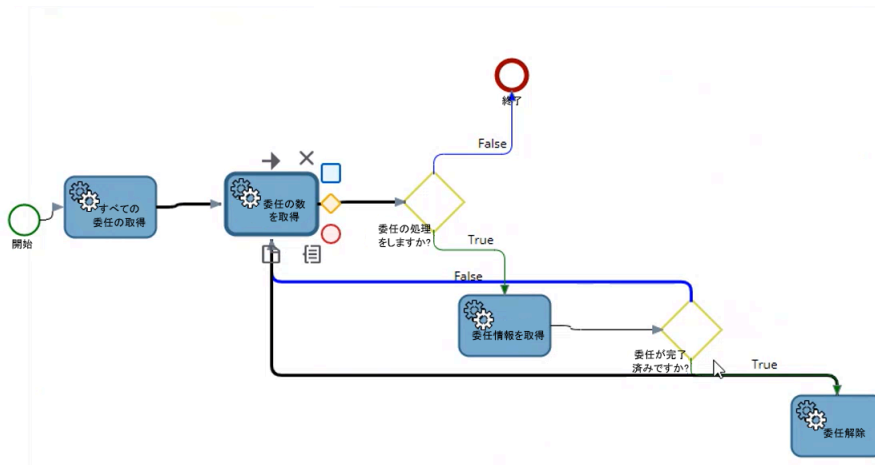 終了
False
すべての
委任の取得
委任の数
を取得
開始
委任の処理
をしますか?
True
False
委任情報を取得
委任が完了
済みですか?
True
委任解除